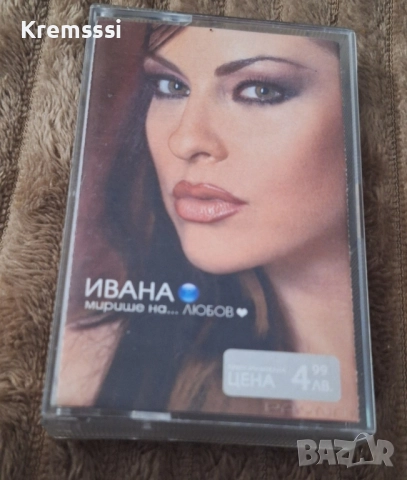 Kremsssi
ИВАНА
мирише на... ЛЮБОВ
ЦЕНА 4 99 ЛВ.
BAZAR